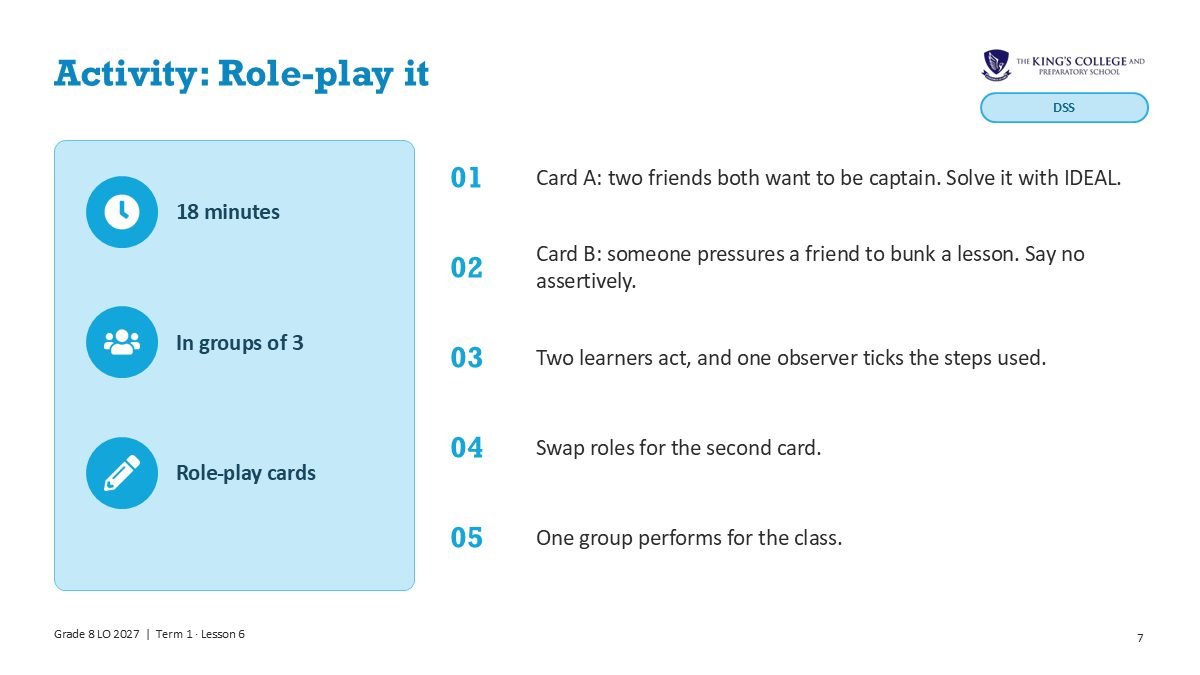 Activity: Role-play it
THE KING'S COLLEGE AND
PREPARATORY SCHOOL
DSS
18 minutes
In groups of 3
Role-play cards
01
Card A: two friends both want to be captain. Solve it with IDEAL.
02
Card B: someone pressures a friend to bunk a lesson. Say no
assertively.
03
Two learners act, and one observer ticks the steps used.
04
Swap roles for the second card.
05
One group performs for the class.
Grade 8 LO 2027 | Term 1 · Lesson 6
7